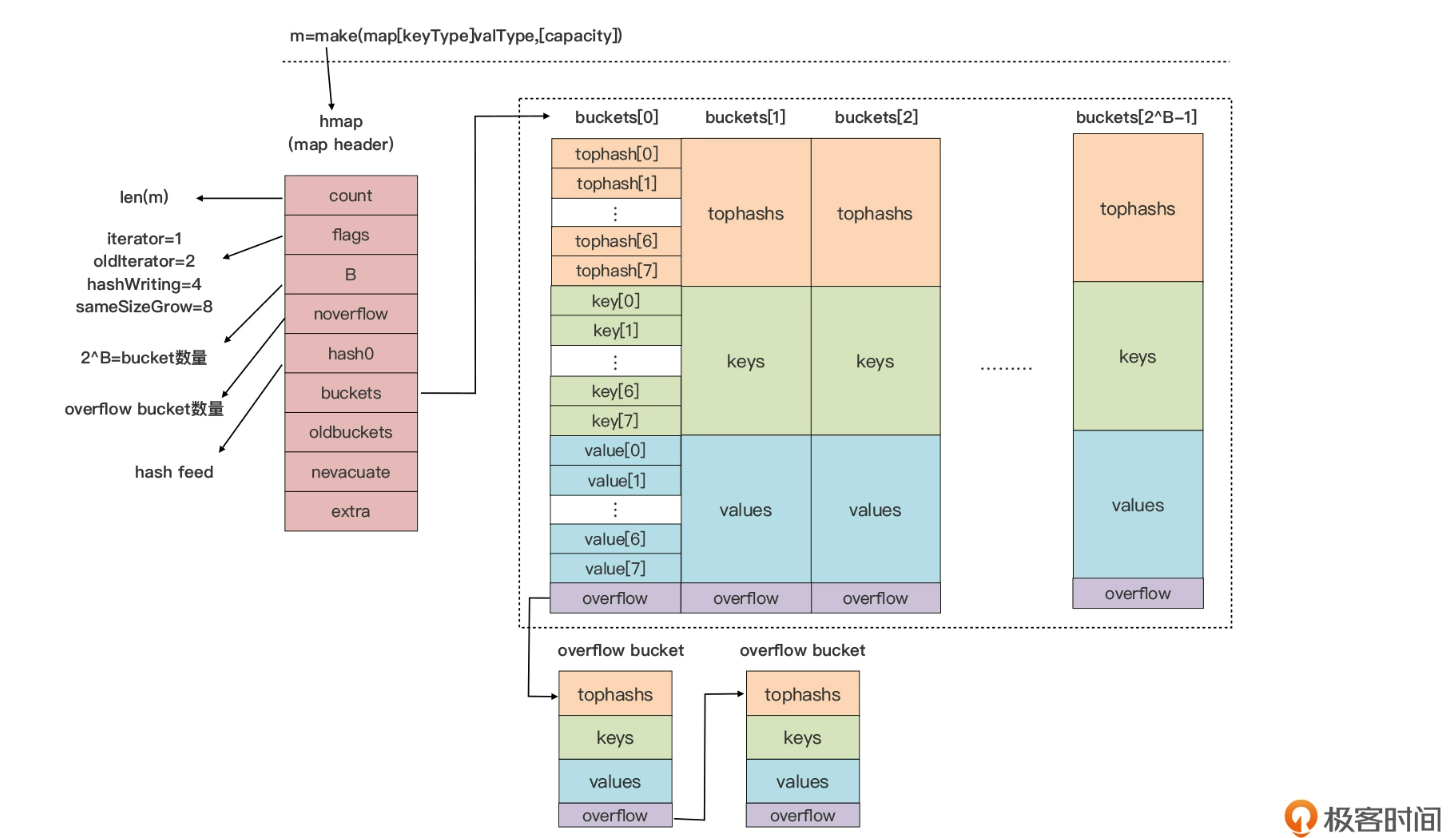 m=make(map[keyType]valType,[capacity])
hmap
(map header)
len(m)
iterator=1
oldIterator=2
hashWriting=4
sameSizeGrow=8
2^B=bucket数量
overflow bucket数量
hash feed
count
flags
B
noverflow
hash0
buckets
oldbuckets
nevacuate
extra
buckets[0]
tophash[0]
tophash[1]
⋮
tophash[6]
tophash[7]
key[0]
key[1]
⋮
key[6]
key[7]
value[0]
value[1]
⋮
value[6]
value[7]
overflow
buckets[1]
tophashs
keys
values
overflow
buckets[2]
tophashs
keys
values
overflow
………
buckets[2^B-1]
tophashs
keys
values
overflow
overflow bucket
tophashs
keys
values
overflow
overflow bucket
tophashs
keys
values
overflow
极客时间